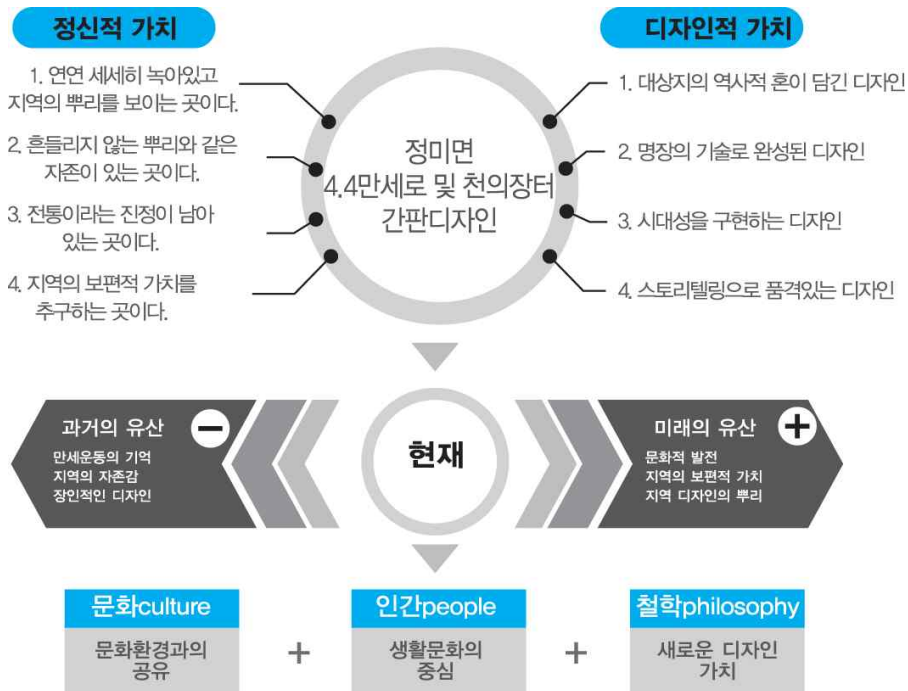 정신적 가치
1. 연연 세세히 녹아있고
지역의 뿌리를 보이는 곳이다.
2. 흔들리지 않는 뿌리와 같은
자존이 있는 곳이다.
3. 전통이라는 진정이 남아
있는 곳이다.
4. 지역의 보편적 가치를
추구하는 곳이다.
정미면
4.4만세로 및 천의장터
간판디자인
디자인적 가치
1. 대상지의 역사적 혼이 담긴 디자인
2. 명장의 기술로 완성된 디자인
3. 시대성을 구현하는 디자인
4. 스토리텔링으로 품격있는 디자인
과거의 유산 −
만세운동의 기억
지역의 자존감
장인적인 디자인
현재
미래의 유산 +
문화적 발전
지역의 보편적 가치
지역 디자인의 뿌리
문화culture
문화환경과의
공유
+
인간people
생활문화의
중심
+
철학philosophy
새로운 디자인
가치